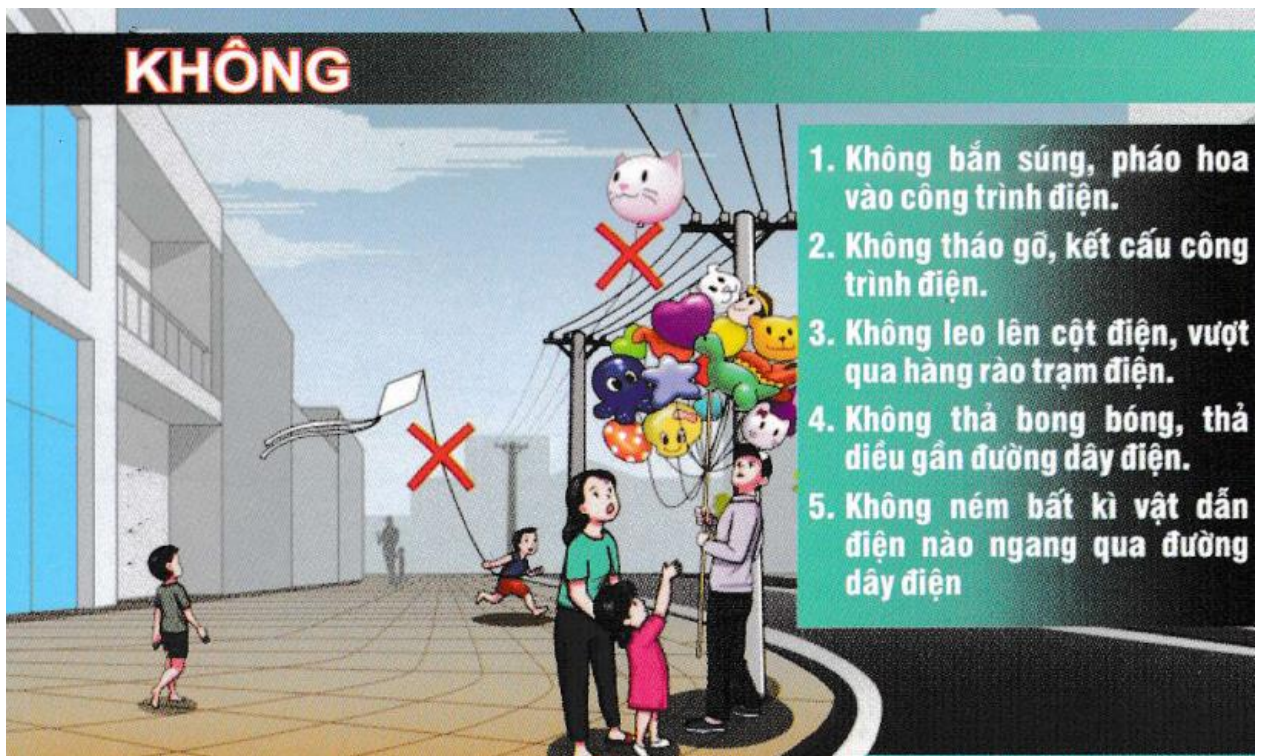 KHÔNG
1. Không bắn súng, pháo hoa
vào công trình điện.
2. Không tháo gỡ, kết cấu công
trình điện.
3. Không leo lên cột điện, vượt
qua hàng rào trạm điện.
4. Không thả bong bóng, thả
diều gần đường dây điện.
5. Không ném bất kì vật dẫn
điện nào ngang qua đường
dây điện